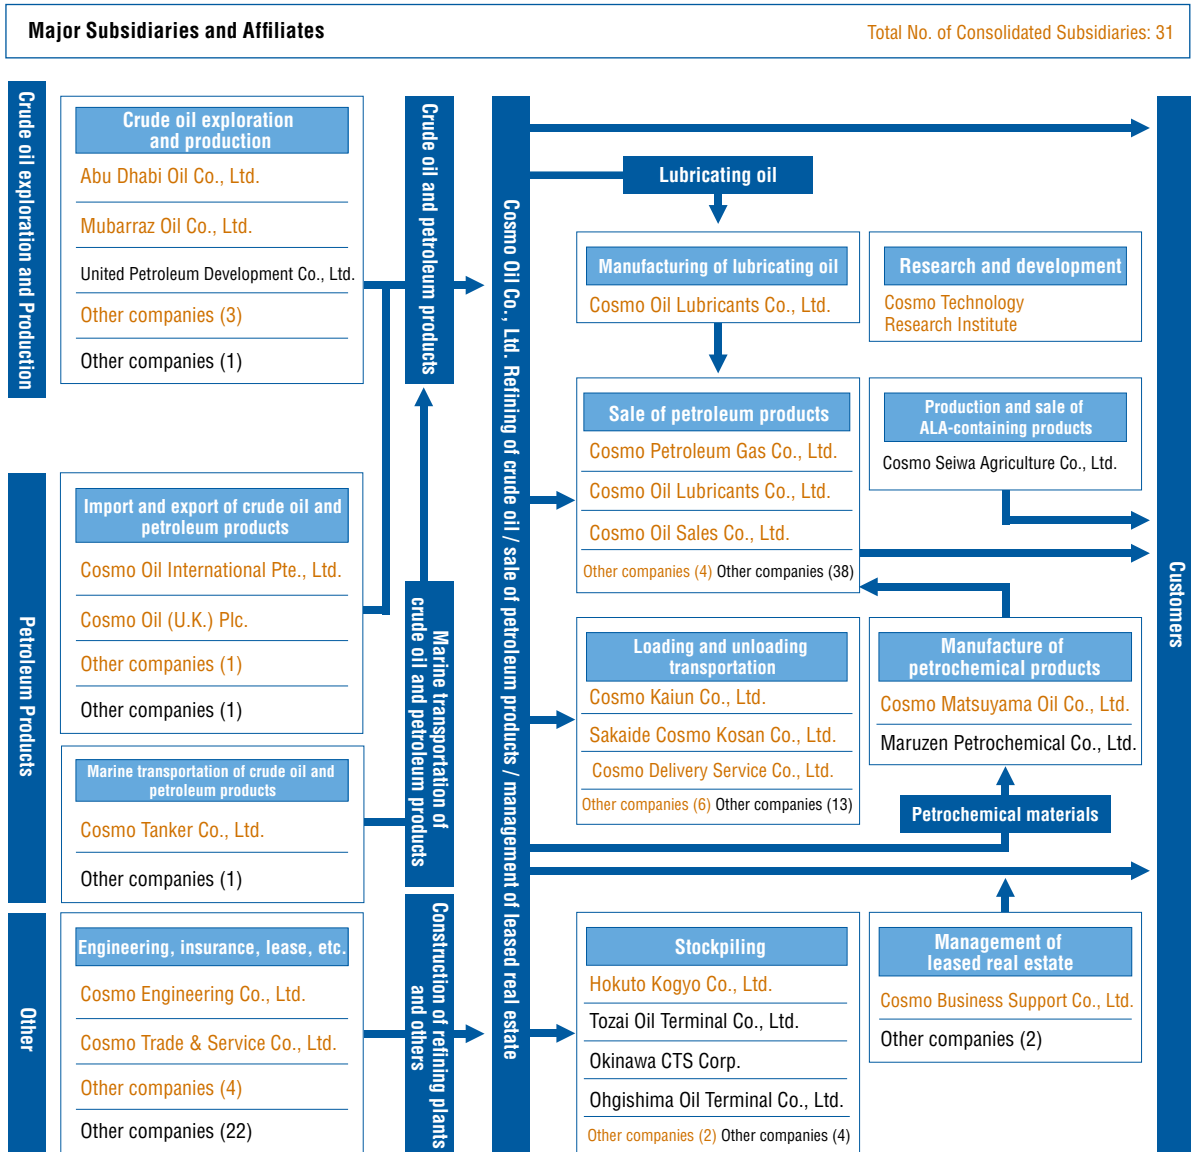 Major Subsidiaries and Affiliates
Total No. of Consolidated Subsidiaries: 31
Crude oil exploration and Production
Crude oil exploration
and production
Abu Dhabi Oil Co., Ltd.
Mubarraz Oil Co., Ltd.
United Petroleum Development Co., Ltd.
Other companies (3)
Other companies (1)
Petroleum Products
Import and export of crude oil and
petroleum products
Cosmo Oil International Pte., Ltd.
Cosmo Oil (U.K.) Plc.
Other companies (1)
Other companies (1)
Marine transportation of crude oil and
petroleum products
Cosmo Tanker Co., Ltd.
Other companies (1)
Other
Engineering, insurance, lease, etc.
Cosmo Engineering Co., Ltd.
Cosmo Trade & Service Co., Ltd.
Other companies (4)
Other companies (22)
Crude oil and petroleum products
Marine transportation of
crude oil and petroleum products
Construction of refining plants
and others
Cosmo Oil Co., Ltd. Refining of crude oil / sale of petroleum products / management of leased real estate
Lubricating oil
Manufacturing of lubricating oil
Cosmo Oil Lubricants Co., Ltd.
Research and development
Cosmo Technology
Research Institute
Sale of petroleum products
Cosmo Petroleum Gas Co., Ltd.
Cosmo Oil Lubricants Co., Ltd.
Cosmo Oil Sales Co., Ltd.
Other companies (4) Other companies (38)
Production and sale of
ALA-containing products
Cosmo Seiwa Agriculture Co., Ltd.
Loading and unloading
transportation
Cosmo Kaiun Co., Ltd.
Sakaide Cosmo Kosan Co., Ltd.
Cosmo Delivery Service Co., Ltd.
Other companies (6) Other companies (13)
Manufacture of
petrochemical products
Cosmo Matsuyama Oil Co., Ltd.
Maruzen Petrochemical Co., Ltd.
Petrochemical materials
Stockpiling
Hokuto Kogyo Co., Ltd.
Tozai Oil Terminal Co., Ltd.
Okinawa CTS Corp.
Ohgishima Oil Terminal Co., Ltd.
Other companies (2) Other companies (4)
Management of
leased real estate
Cosmo Business Support Co., Ltd.
Other companies (2)
Customers